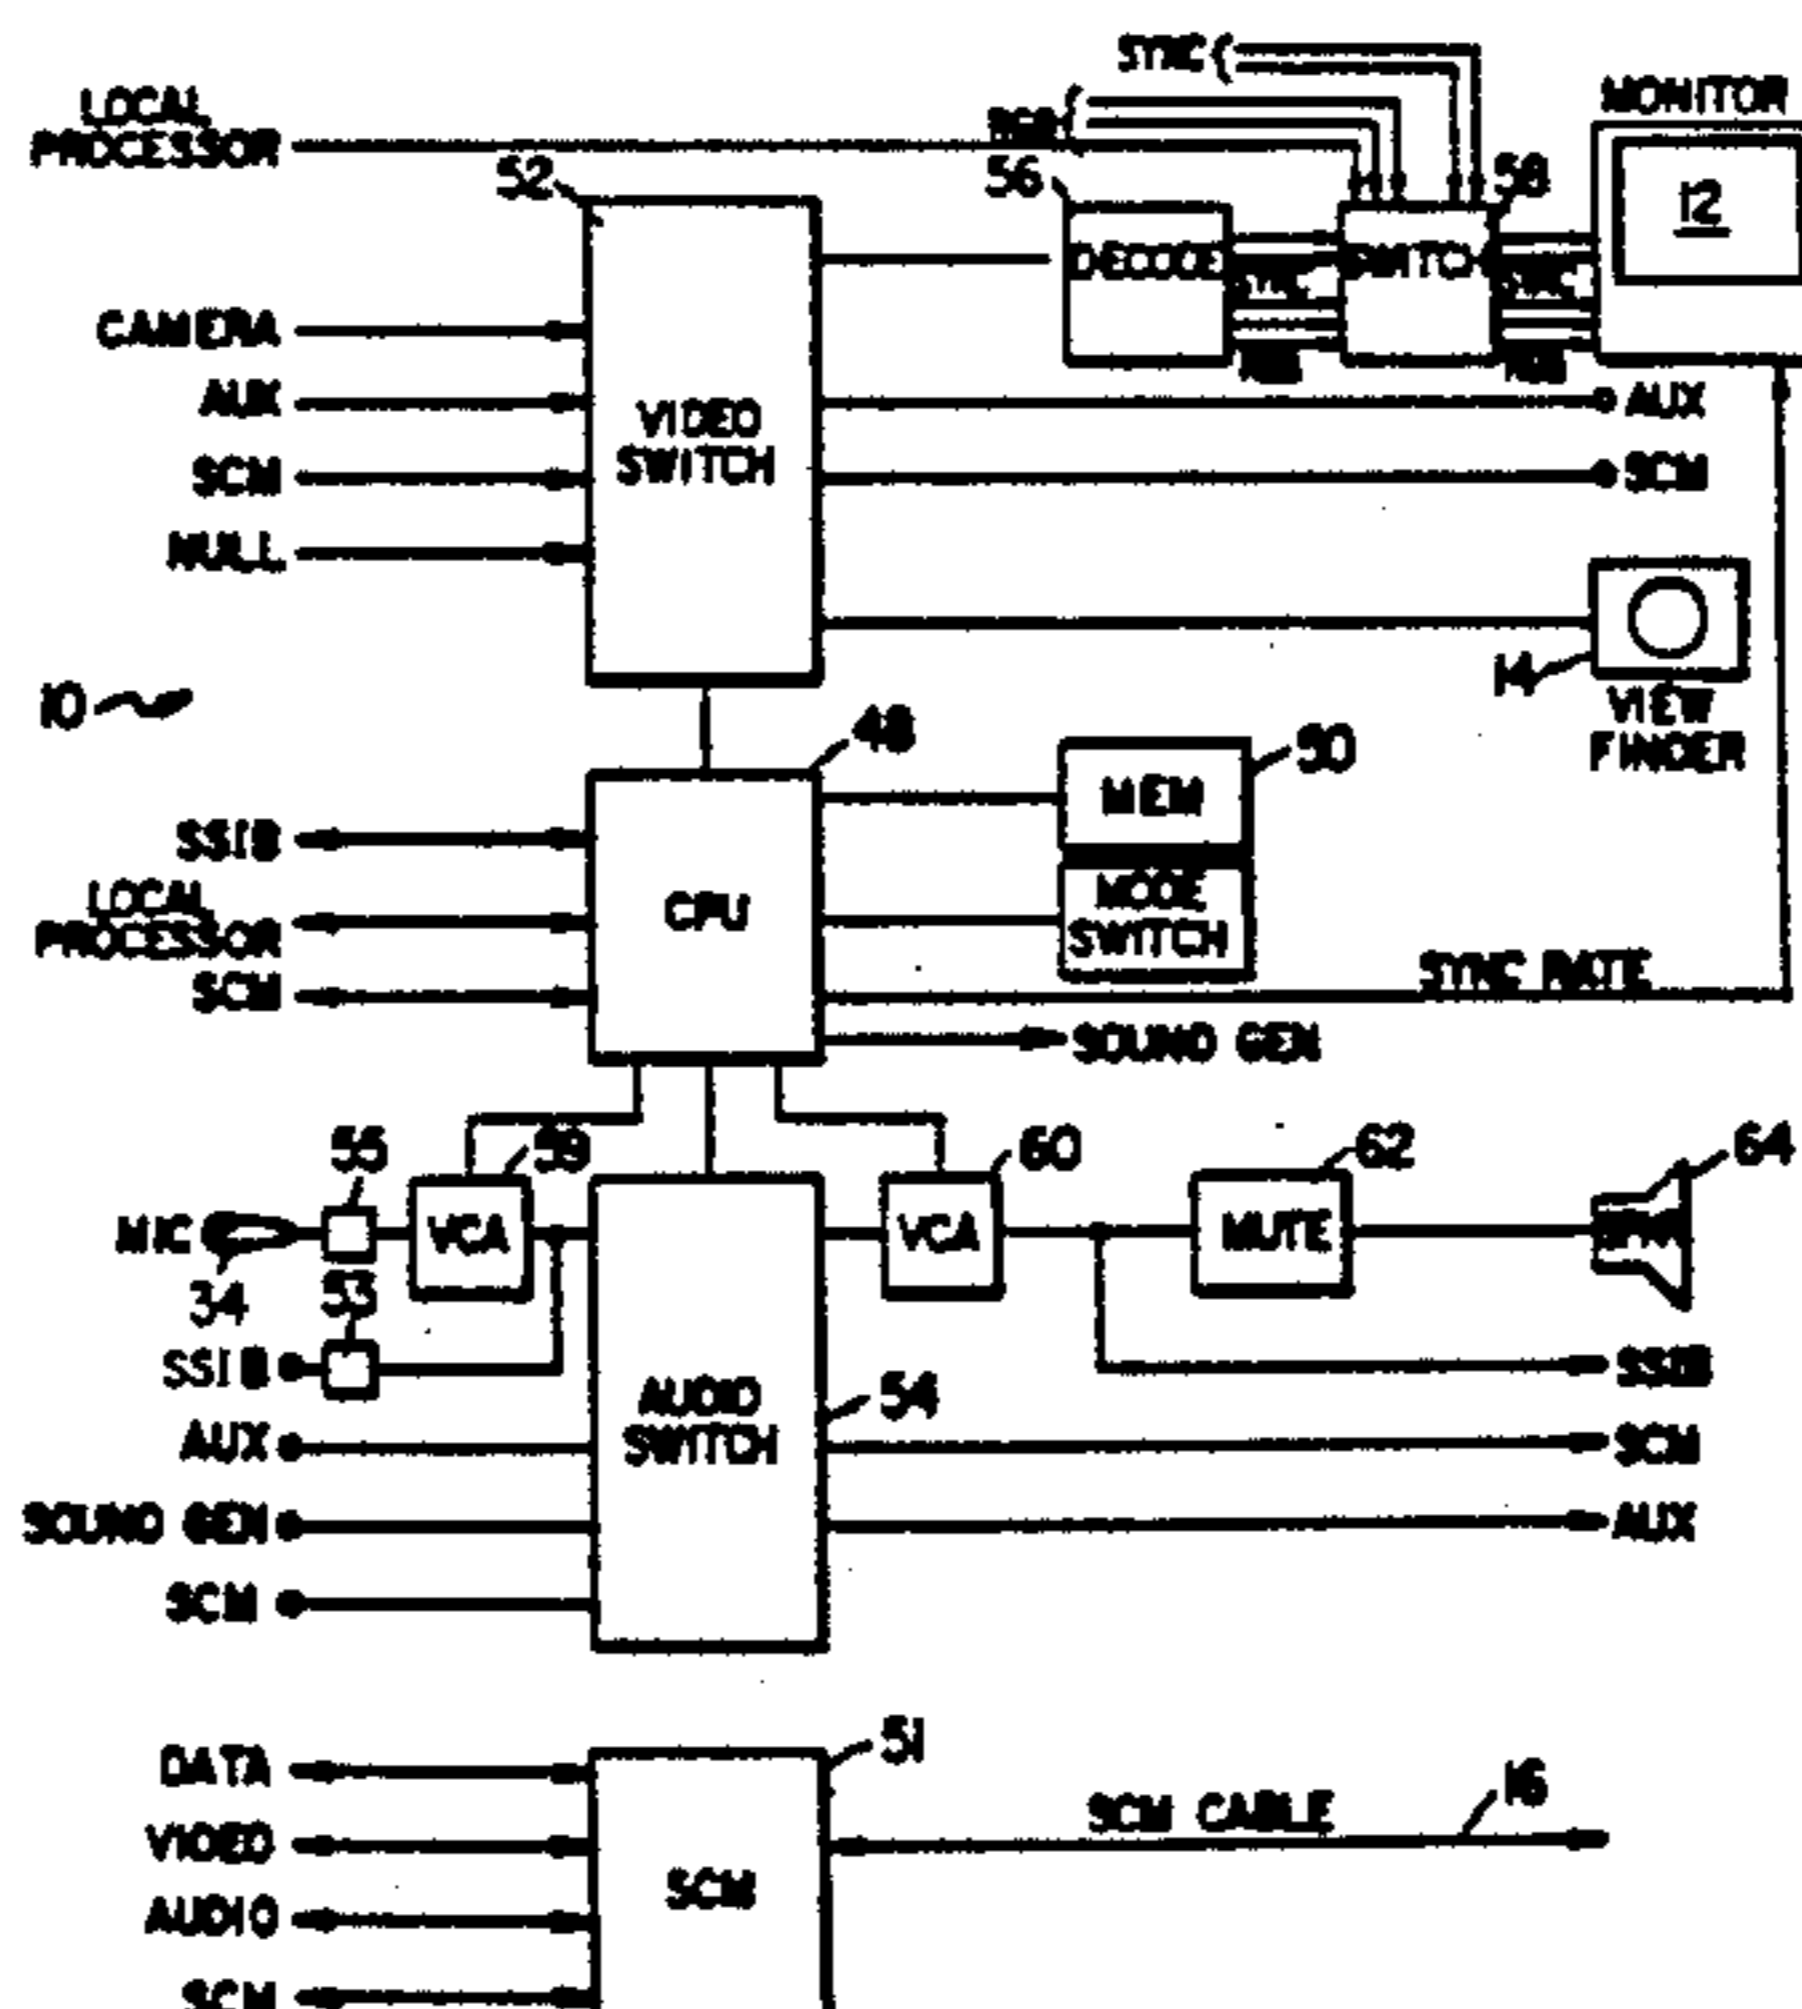 SYNC
LOCAL
PROCESSOR
MONITOR
52
56
58
12
DECODE
SWITCH
SYNC
SYNC
CAMERA
AUX
SCM
NULL
VIDEO
SWITCH
AUX
SCM
14
VIEW
FINDER
10
48
50
MEM
SSIB
LOCAL
PROCESSOR
SCM
CPU
MODE
SWITCH
SYNC RATE
SOUND GEN
55
59
60
62
64
MIC
VCA
VCA
MUTE
34
53
SSIB
SSIB
AUDIO
SWITCH
54
AUX
SCM
SOUND GEN
AUX
SCM
51
DATA
SCM CABLE
16
VIDEO
SCM
AUDIO
SCM